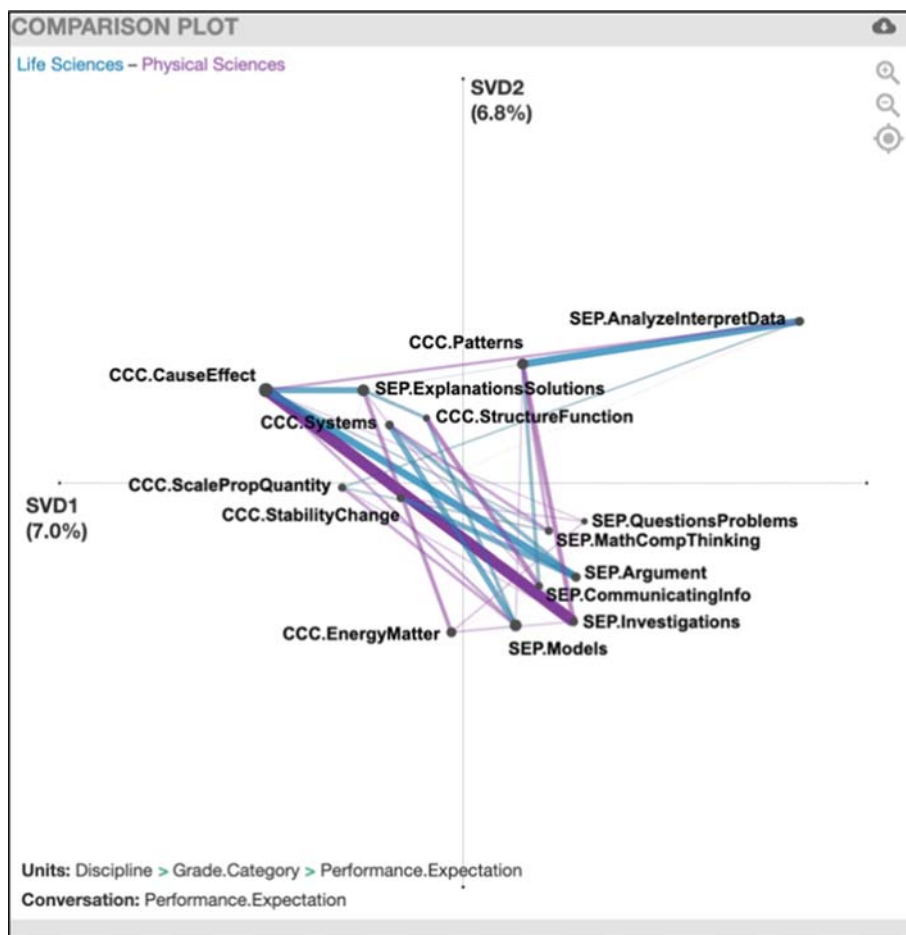 COMPARISON PLOT
Life Sciences – Physical Sciences
SVD2
(6.8%)
SEP.AnalyzeInterpretData
CCC.Patterns
CCC.CauseEffect
SEP.ExplanationsSolutions
CCC.StructureFunction
CCC.Systems
CCC.ScalePropQuantity
SVD1
(7.0%)
CCC.StabilityChange
SEP.QuestionsProblems
SEP.MathCompThinking
SEP.Argument
SEP.CommunicatingInfo
SEP.Investigations
CCC.EnergyMatter
SEP.Models
Units: Discipline > Grade.Category > Performance.Expectation
Conversation: Performance.Expectation